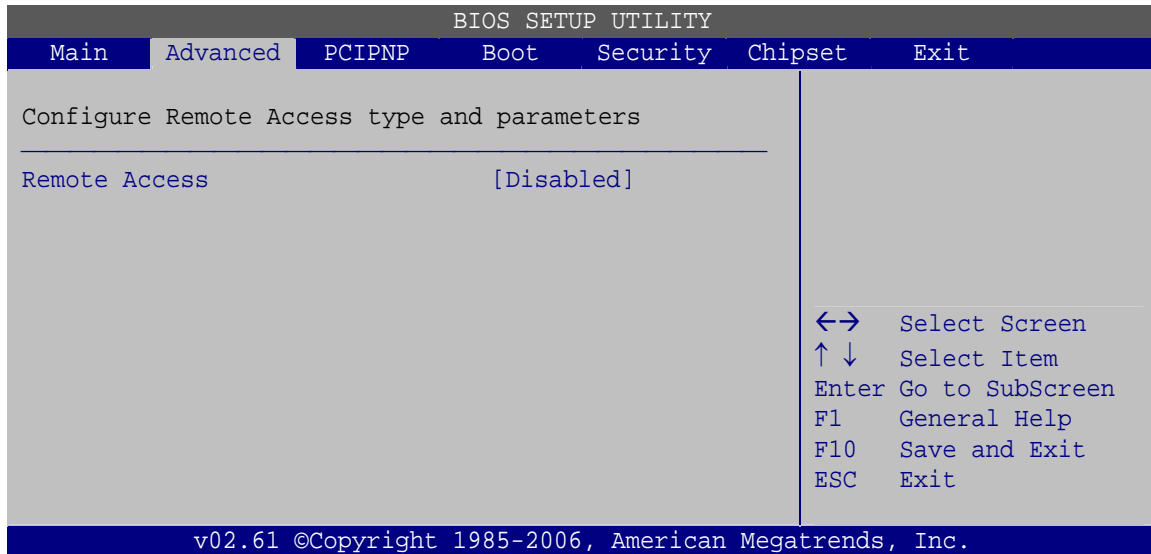 BIOS SETUP UTILITY
Main Advanced PCIPNP Boot Security Chipset Exit
Configure Remote Access type and parameters
Remote Access [Disabled]
←→ Select Screen
↑ ↓ Select Item
Enter Go to SubScreen
F1 General Help
F10 Save and Exit
ESC Exit
v02.61 ©Copyright 1985-2006, American Megatrends, Inc.